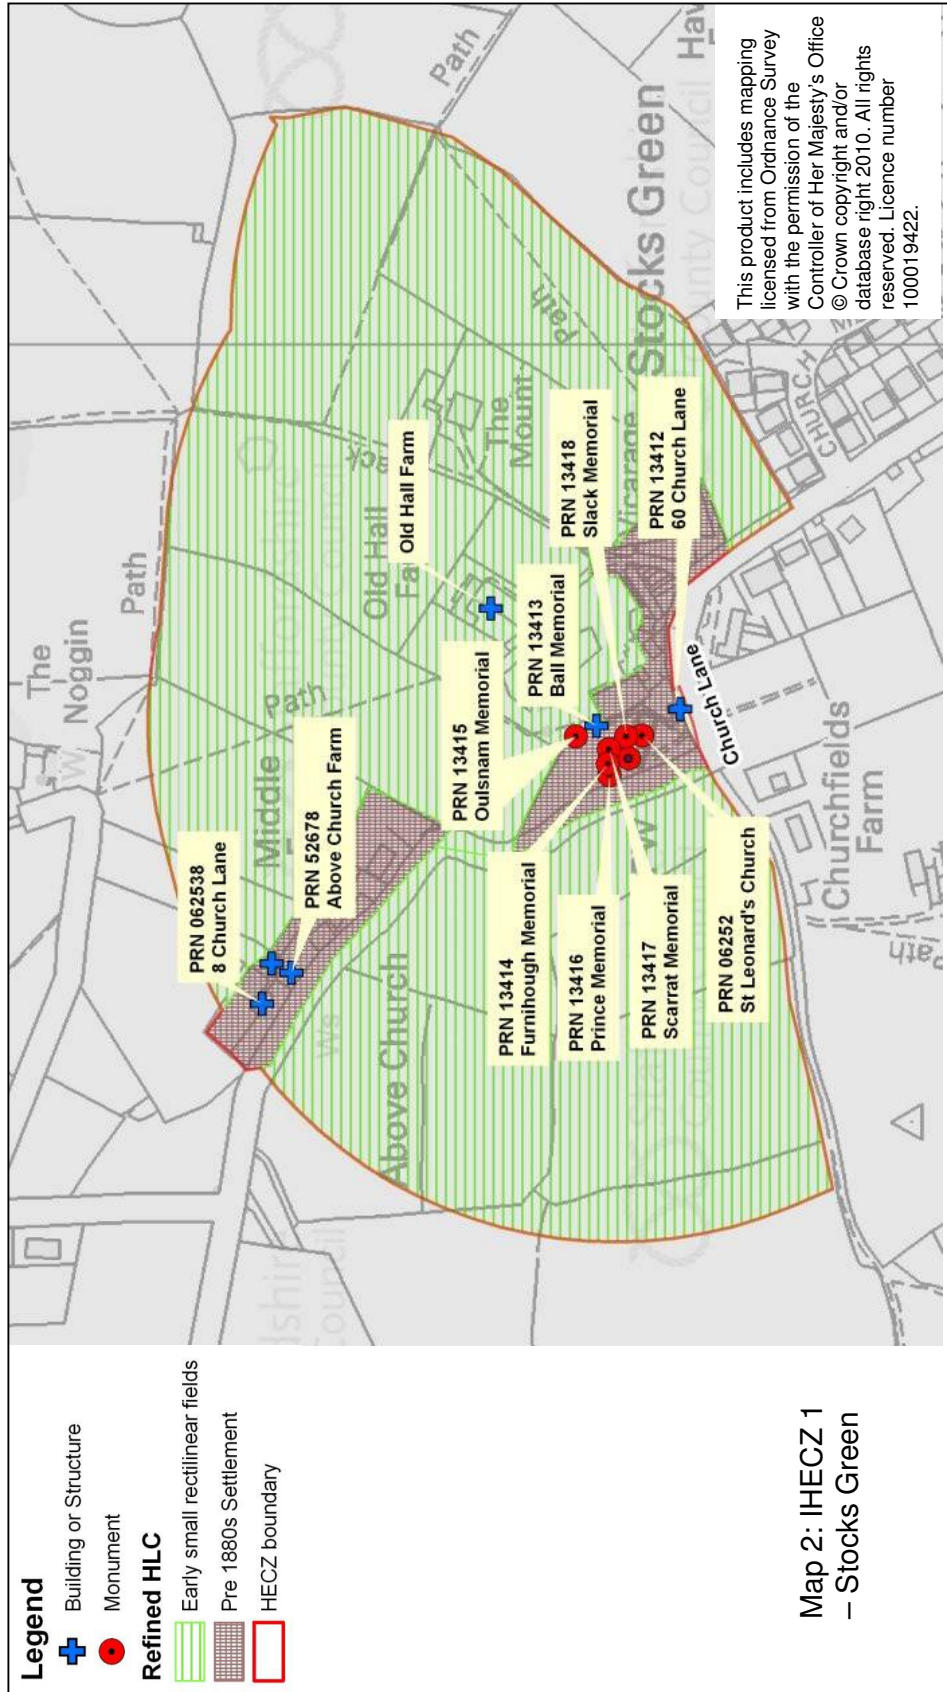 Legend
Building or Structure
Monument
Refined HLC
Early small rectilinear fields
Pre 1880s Settlement
HECZ boundary
Map 2: IHECZ 1
– Stocks Green
The
Noggin
W
Path
Path
Path
Path
Path
Middle
Above Church
Ws
Old Hall
The
Mount
Vicarage
Stocks Green
W
Churchfields
Farm
CHURCH
Church Lane
PRN 062538
8 Church Lane
PRN 52678
Above Church Farm
Old Hall Farm
PRN 13415
Oulsnam Memorial
PRN 13413
Ball Memorial
PRN 13418
Slack Memorial
PRN 13412
60 Church Lane
PRN 13414
Furnihough Memorial
PRN 13416
Prince Memorial
PRN 13417
Scarrat Memorial
PRN 06252
St Leonard's Church
This product includes mapping
licensed from Ordnance Survey
with the permission of the
Controller of Her Majesty's Office
© Crown copyright and/or
database right 2010. All rights
reserved. Licence number
100019422.